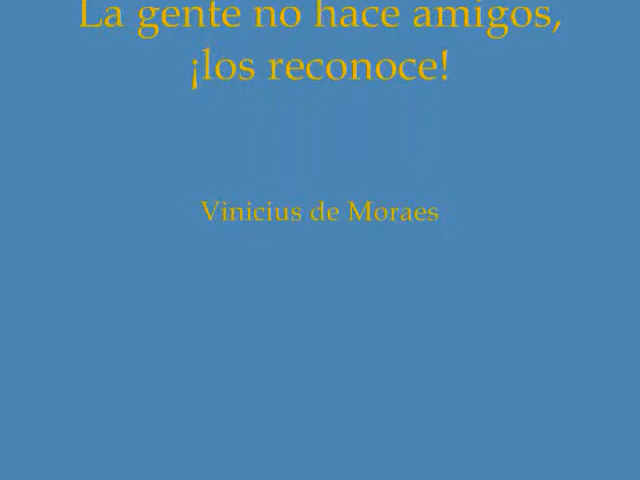 La gente no hace amigos,
¡los reconoce!
Vinicius de Moraes